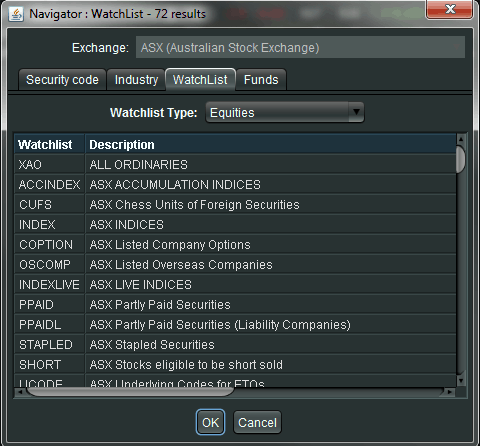 Navigator : WatchList - 72 results
Exchange: ASX (Australian Stock Exchange)
Security code Industry WatchList Funds
Watchlist Type: Equities
Watchlist Description
XAO ALL ORDINARIES
ACCINDEX ASX ACCUMULATION INDICES
CUFS ASX Chess Units of Foreign Securities
INDEX ASX INDICES
COPTION ASX Listed Company Options
OSCOMP ASX Listed Overseas Companies
INDEXLIVE ASX LIVE INDICES
PPAID ASX Partly Paid Securities
PPAIDL ASX Partly Paid Securities (Liability Companies)
STAPLED ASX Stapled Securities
SHORT ASX Stocks eligible to be short sold
UCODE ASX Underlying Codes for ETOs
OK Cancel